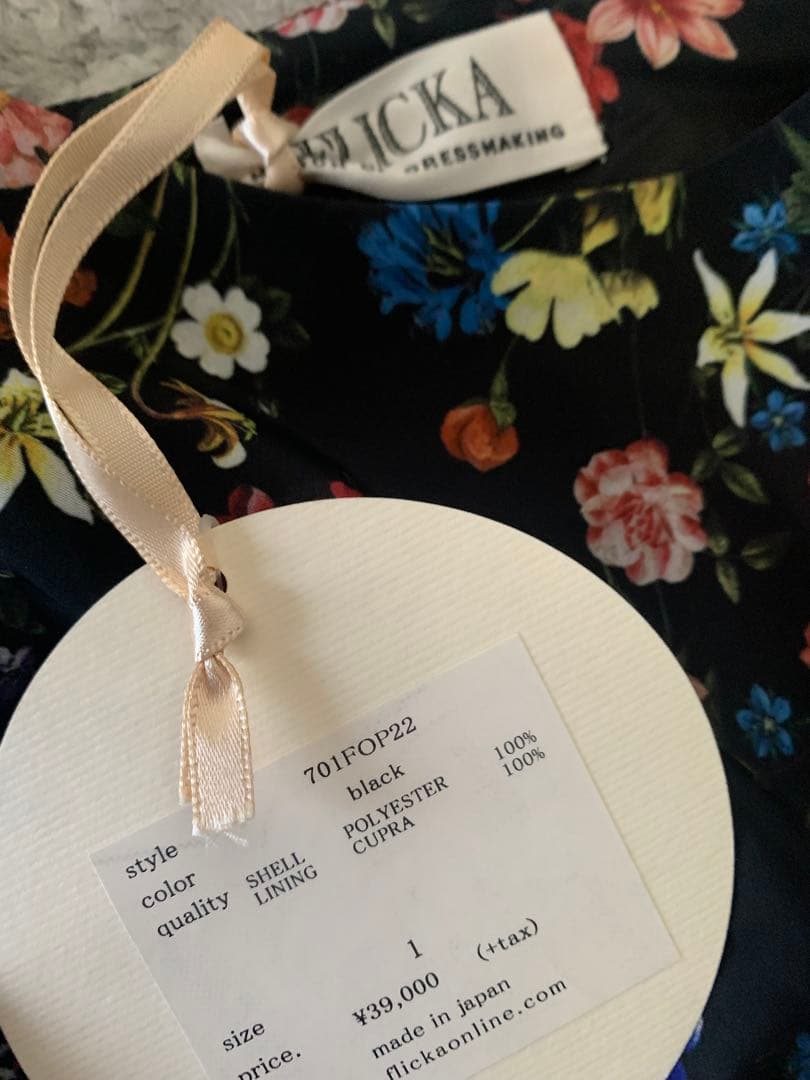 FLICKA
DRESSMAKING
style 701FOP22
color black
quality SHELL POLYESTER 100%
LINING CUPRA 100%
size 1
price. ¥39,000 (+tax)
made in japan
flickaonline.com